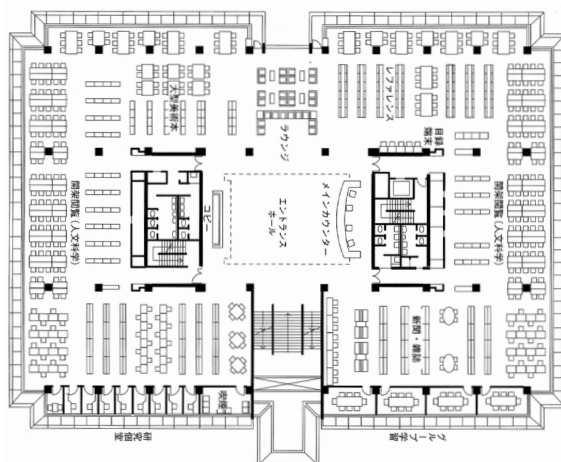 大型美術本
ラウンジ
レファレンス
目録端末
開架閲覧(人文科学)
コピー
エントランス
ホール
メインカウンター
開架閲覧(人文科学)
新聞・雑誌
喫煙
研究個室
グループ学習